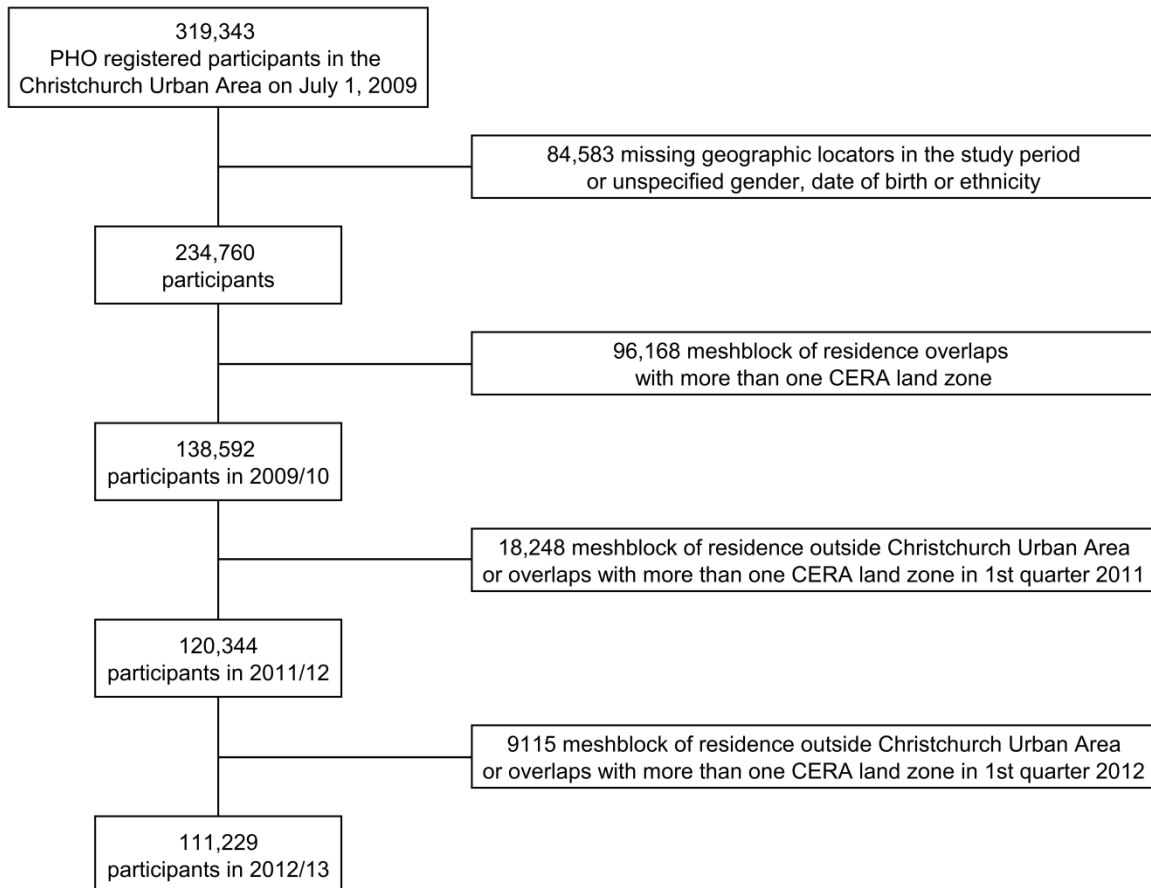 319,343
PHO registered participants in the
Christchurch Urban Area on July 1, 2009
84,583 missing geographic locators in the study period
or unspecified gender, date of birth or ethnicity
234,760
participants
96,168 meshblock of residence overlaps
with more than one CERA land zone
138,592
participants in 2009/10
18,248 meshblock of residence outside Christchurch Urban Area
or overlaps with more than one CERA land zone in 1st quarter 2011
120,344
participants in 2011/12
9115 meshblock of residence outside Christchurch Urban Area
or overlaps with more than one CERA land zone in 1st quarter 2012
111,229
participants in 2012/13